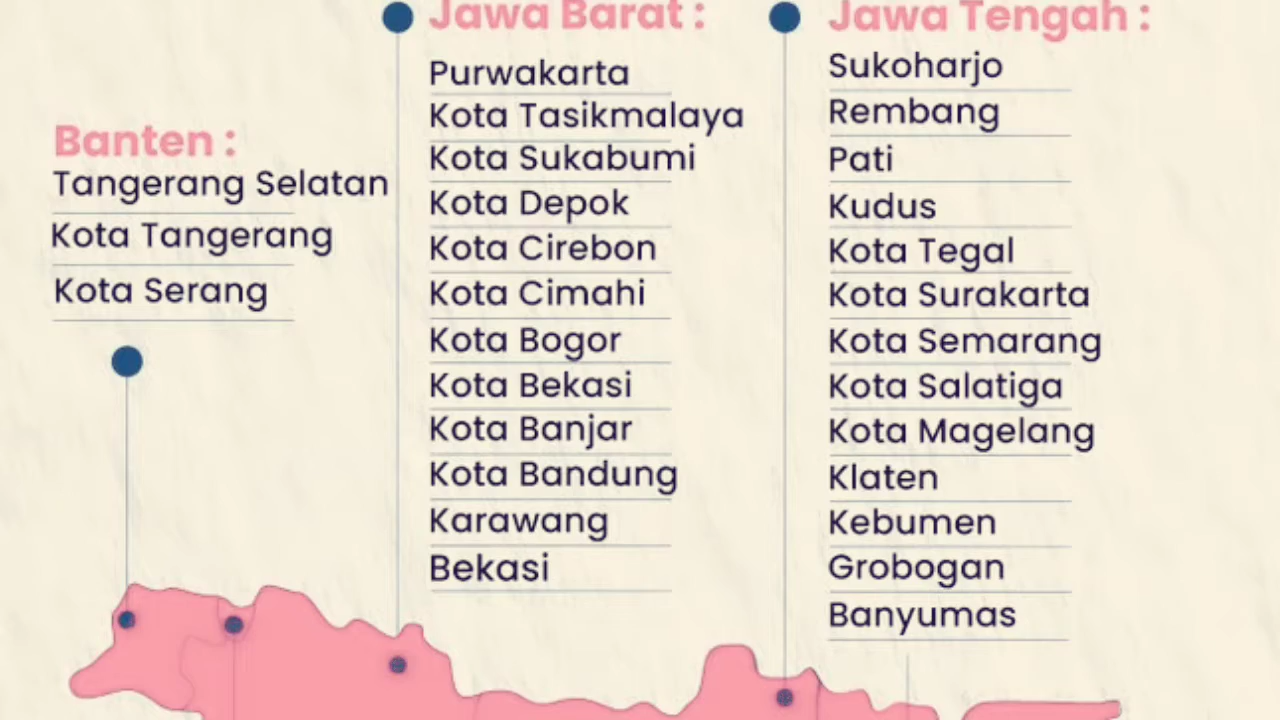 Banten :
Tangerang Selatan
Kota Tangerang
Kota Serang
Jawa Barat :
Purwakarta
Kota Tasikmalaya
Kota Sukabumi
Kota Depok
Kota Cirebon
Kota Cimahi
Kota Bogor
Kota Bekasi
Kota Banjar
Kota Bandung
Karawang
Bekasi
Jawa Tengah :
Sukoharjo
Rembang
Pati
Kudus
Kota Tegal
Kota Surakarta
Kota Semarang
Kota Salatiga
Kota Magelang
Klaten
Kebumen
Grobogan
Banyumas